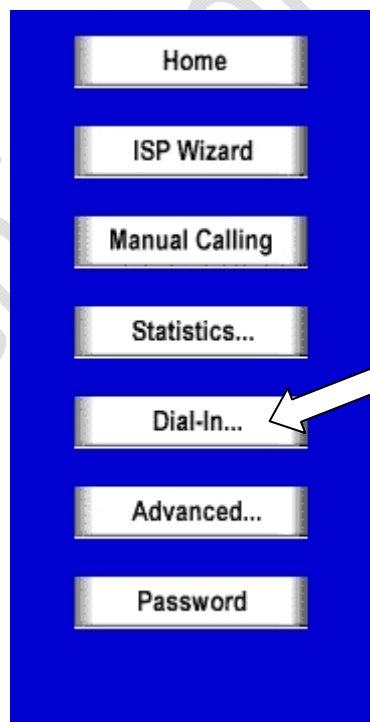 Home
ISP Wizard
Manual Calling
Statistics...
Dial-In...
Advanced...
Password